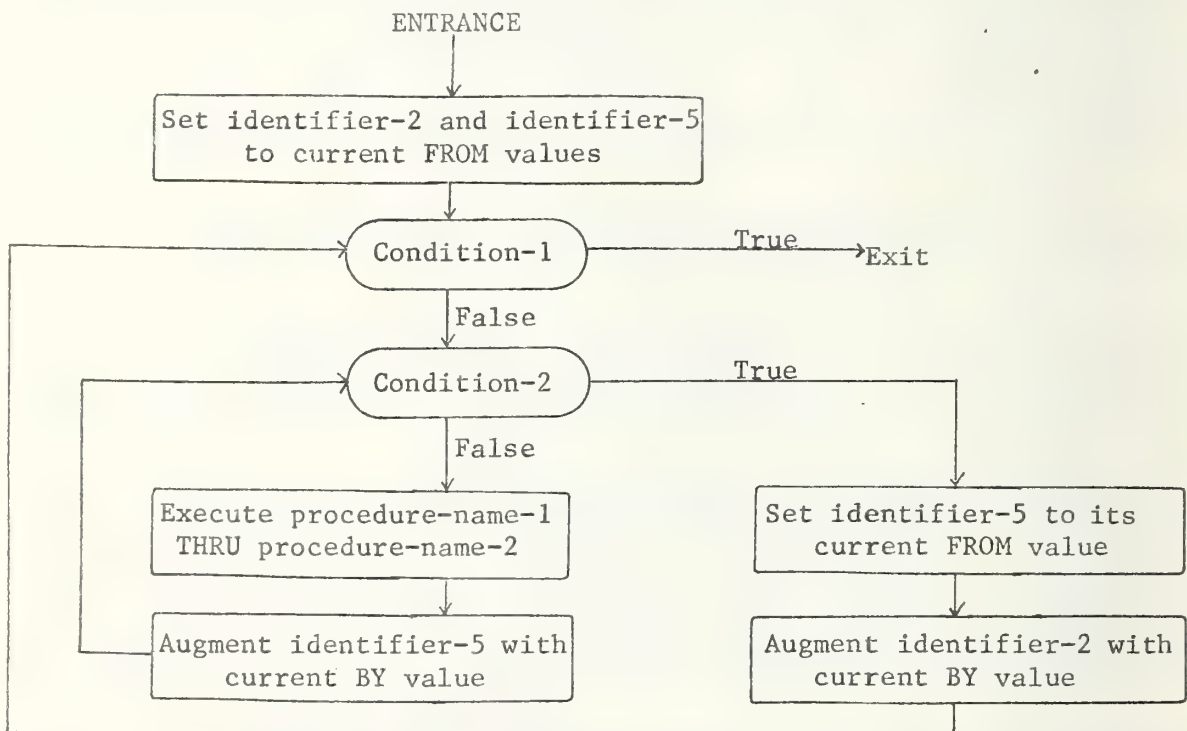 ENTRANCE
Set identifier-2 and identifier-5
to current FROM values
Condition-1
True
Exit
False
Condition-2
True
False
Execute procedure-name-1
THRU procedure-name-2
Set identifier-5 to its
current FROM value
Augment identifier-5 with
current BY value
Augment identifier-2 with
current BY value